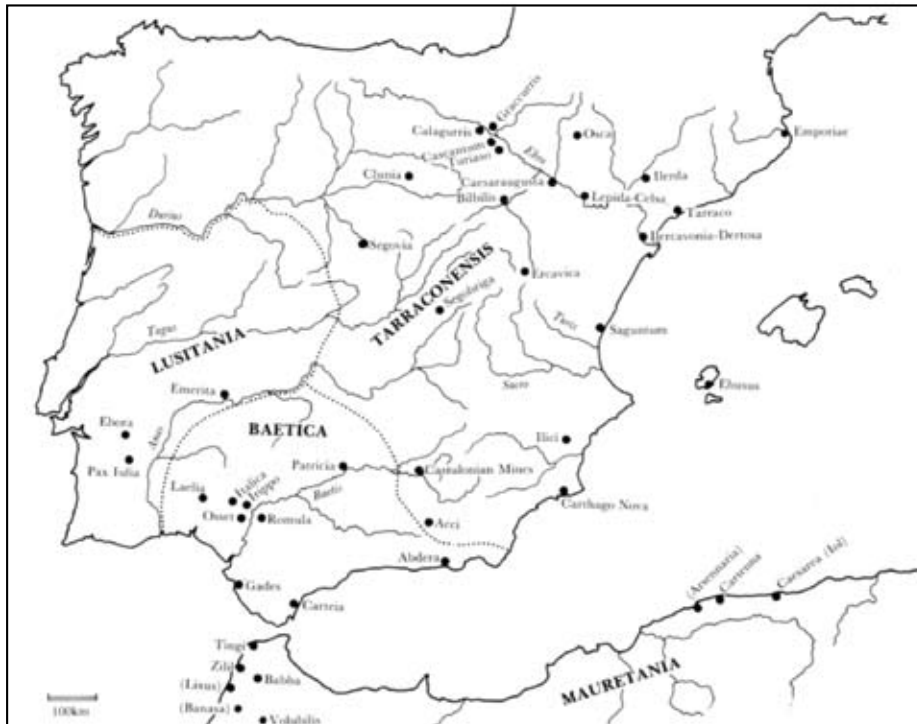 Graccurris
Calagurris
Cascantum
Turiaso
Osca
Emporiae
Ebro
Clunia
Caesaraugusta
Ilerda
Bilbilis
Lepida-Celsa
Tarraco
Durius
Ilercavonia-Dertosa
Segovia
TARRACONENSIS
Ercavica
Segobriga
Turis
Saguntum
Tagus
LUSITANIA
Sucro
Ebusus
Emerita
BAETICA
Ebora
Anas
Ilici
Pax Iulia
Patricia
Castulonian Mines
Laelia
Italica
Irippo
Baetis
Carthago Nova
Osset
Romula
Acci
Abdera
Gades
Carteia
(Arsennaria)
Cartenna
Caesarea (Iol)
Tingi
Zilil
Babba
(Lixus)
MAURETANIA
(Banasa)
Volubilis
100km